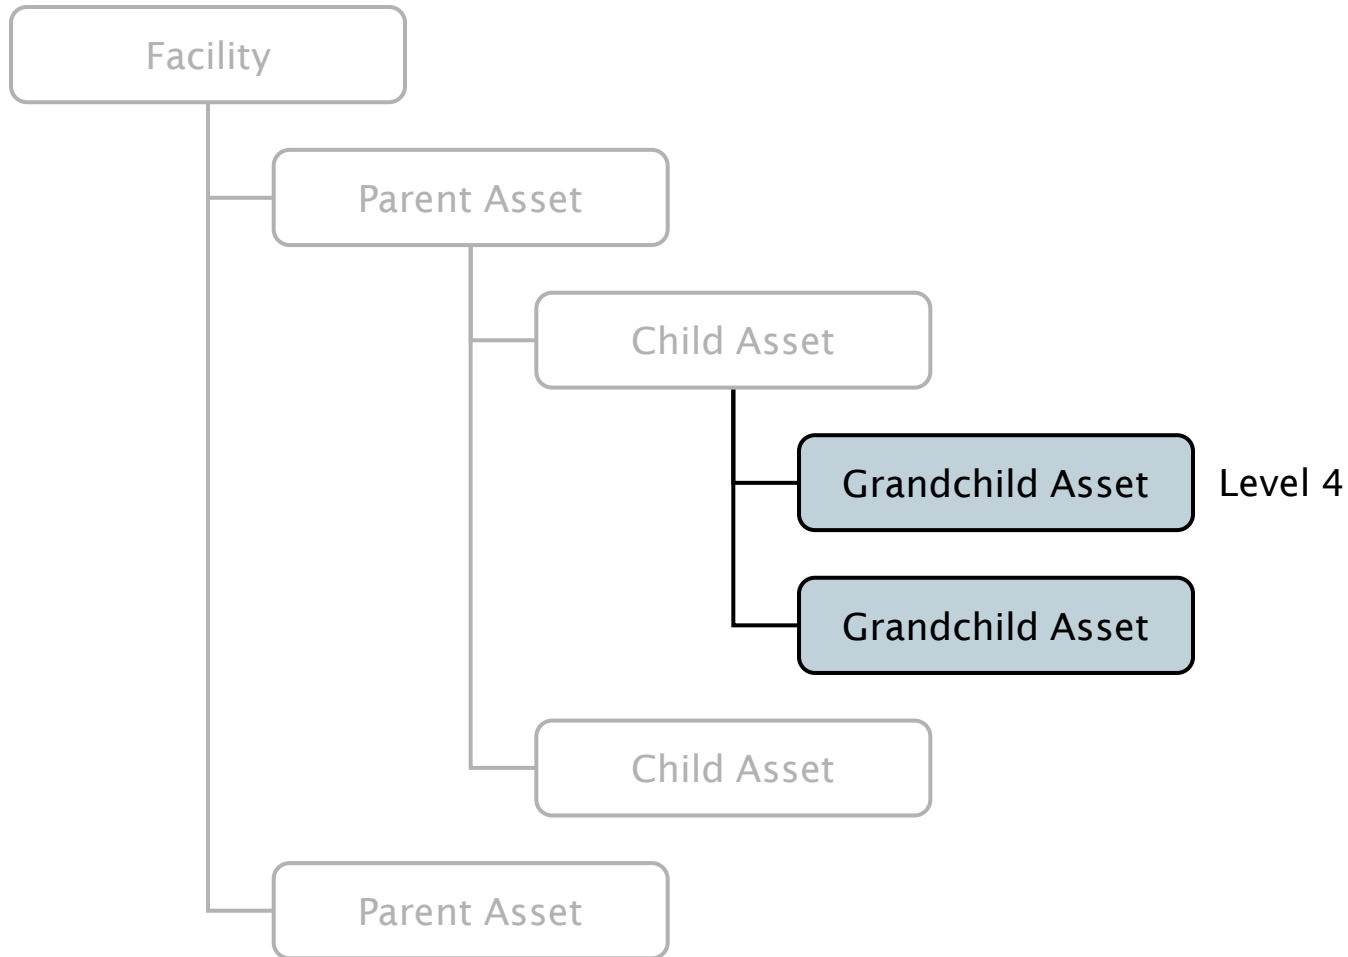 Facility
Parent Asset
Child Asset
Grandchild Asset Level 4
Grandchild Asset
Child Asset
Parent Asset